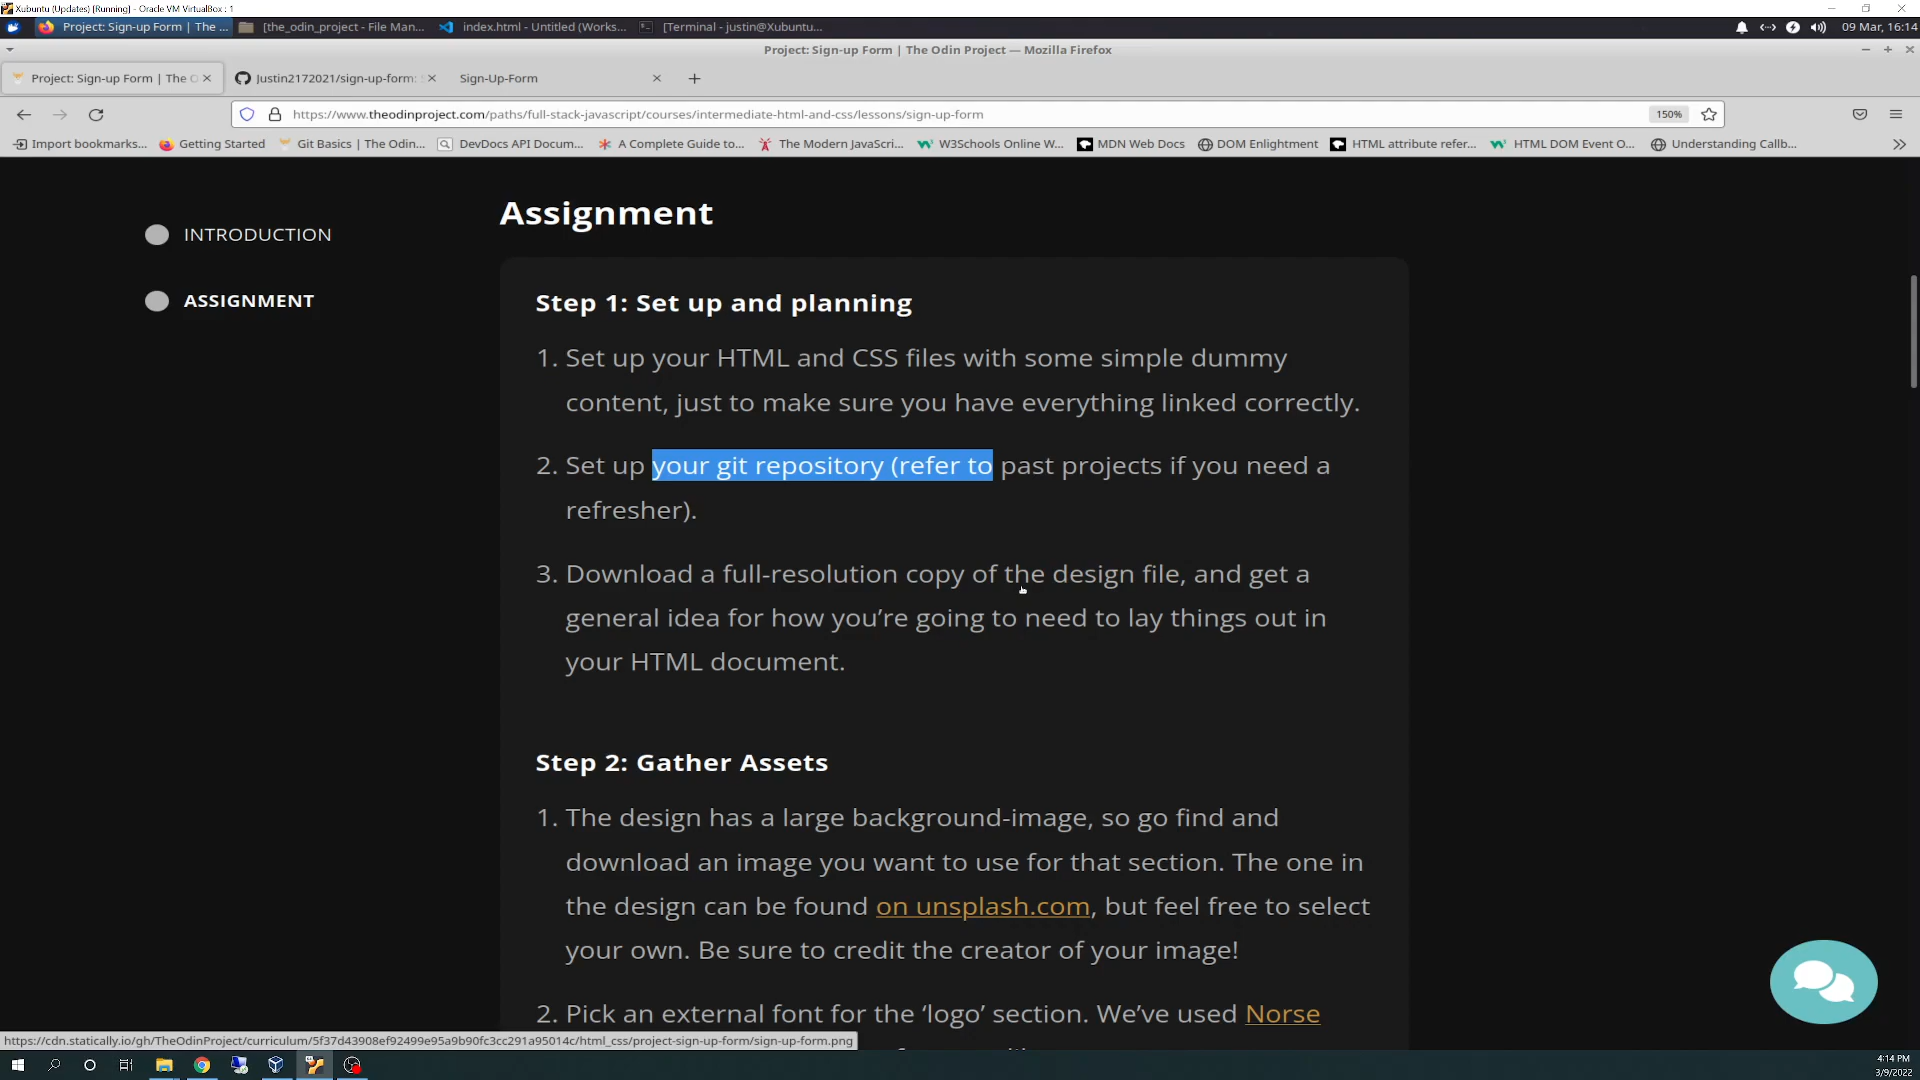 Xubuntu (Updates) [Running] - Oracle VM VirtualBox : 1
Project: Sign-up Form | The ...
[the_odin_project - File Man...
index.html - Untitled (Works...
[Terminal - justin@Xubuntu...
09 Mar, 16:14
Project: Sign-up Form | The Odin Project — Mozilla Firefox
Project: Sign-up Form | The O
Justin2172021/sign-up-form:
Sign-Up-Form
https://www.theodinproject.com/paths/full-stack-javascript/courses/intermediate-html-and-css/lessons/sign-up-form
150%
Import bookmarks...
Getting Started
Git Basics | The Odin...
DevDocs API Docum...
A Complete Guide to...
The Modern JavaScri...
W3Schools Online W...
MDN Web Docs
DOM Enlightment
HTML attribute refer...
HTML DOM Event O...
Understanding Callb...
INTRODUCTION
ASSIGNMENT
Assignment
Step 1: Set up and planning
1. Set up your HTML and CSS files with some simple dummy
content, just to make sure you have everything linked correctly.
2. Set up your git repository (refer to past projects if you need a
refresher).
3. Download a full-resolution copy of the design file, and get a
general idea for how you’re going to need to lay things out in
your HTML document.
Step 2: Gather Assets
1. The design has a large background-image, so go find and
download an image you want to use for that section. The one in
the design can be found on unsplash.com, but feel free to select
your own. Be sure to credit the creator of your image!
2. Pick an external font for the ‘logo’ section. We’ve used Norse
https://cdn.statically.io/gh/TheOdinProject/curriculum/5f37d43908ef92499e95a9b90fc3cc291a95014c/html_css/project-sign-up-form/sign-up-form.png
4:14 PM
3/9/2022